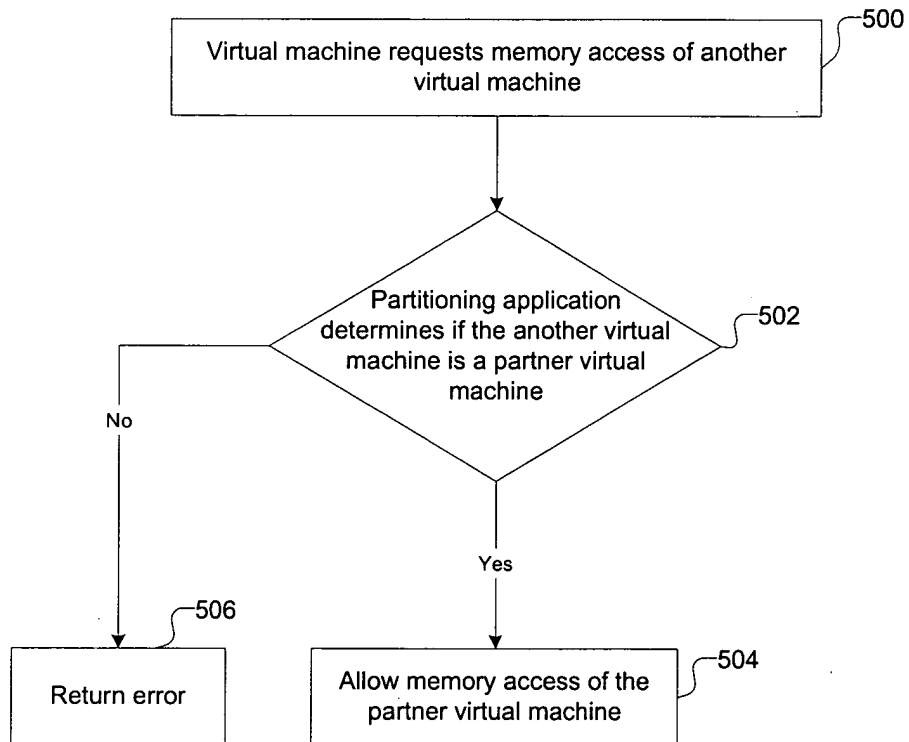 500
Virtual machine requests memory access of another
virtual machine
Partitioning application
determines if the another virtual
machine is a partner virtual
machine
502
No
Yes
506
Return error
504
Allow memory access of the
partner virtual machine